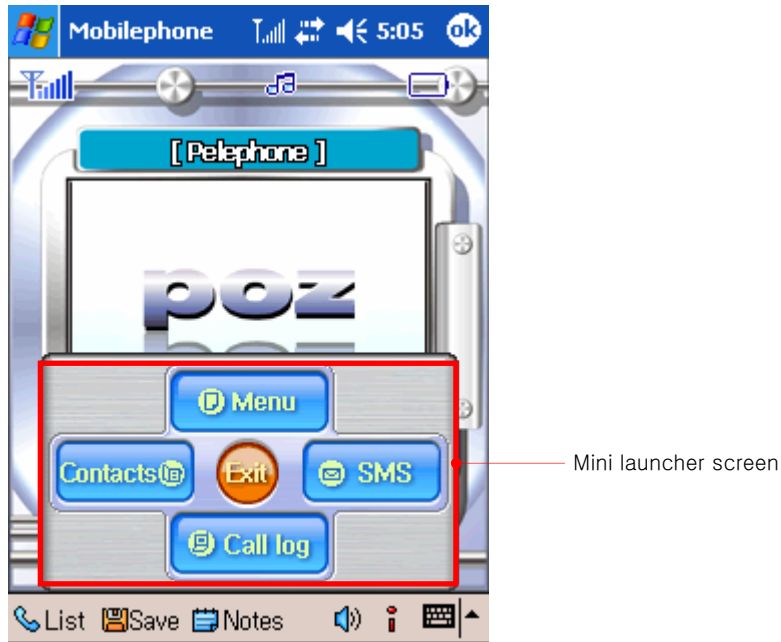 Mobilephone 5:05 ok
[ Pelephone ]
poz
Menu
Contacts Exit SMS
Mini launcher screen
Call log
List Save Notes